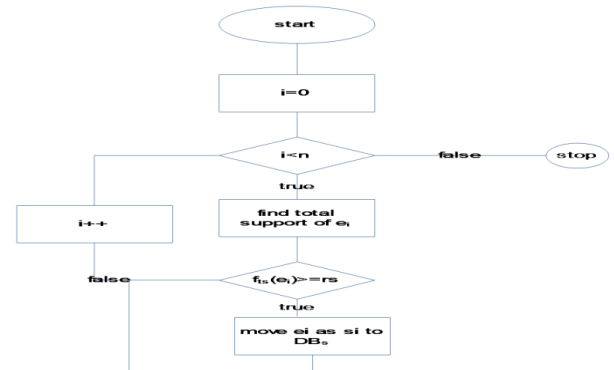 start
i=0
i<n
false
stop
true
i++
find total
support of eᵢ
false
fₜₛ(eᵢ)>=rs
true
move ei as si to
DBₛ